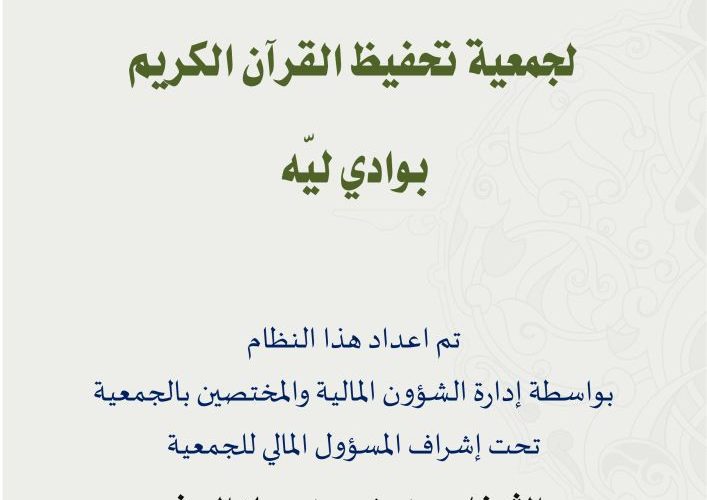 لجمعية تحفيظ القرآن الكريم
بوادي ليّه
تم اعداد هذا النظام
بواسطة إدارة الشؤون المالية والمختصين بالجمعية
تحت إشراف المسؤول المالي للجمعية